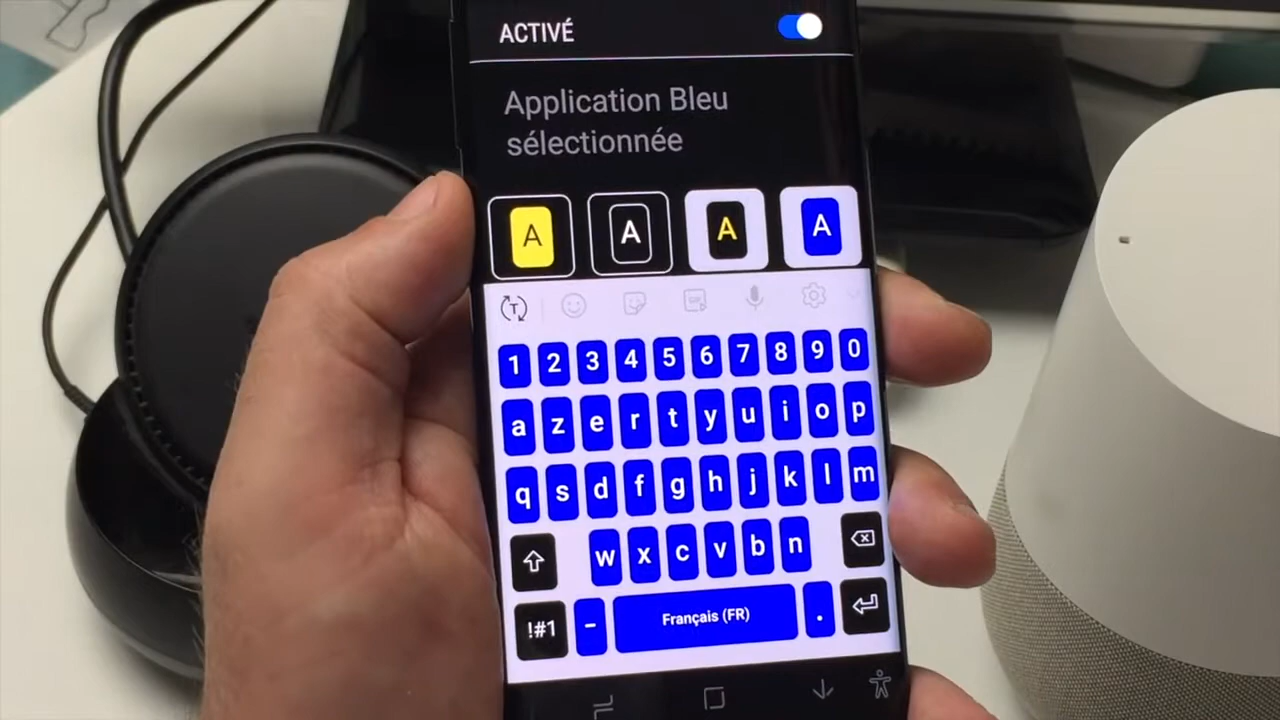 ACTIVÉ
Application Bleu
sélectionnée
A A A A
T
1 2 3 4 5 6 7 8 9 0
a z e r t y u i o p
q s d f g h j k l m
w x c v b n
!#1 - Français (FR) .